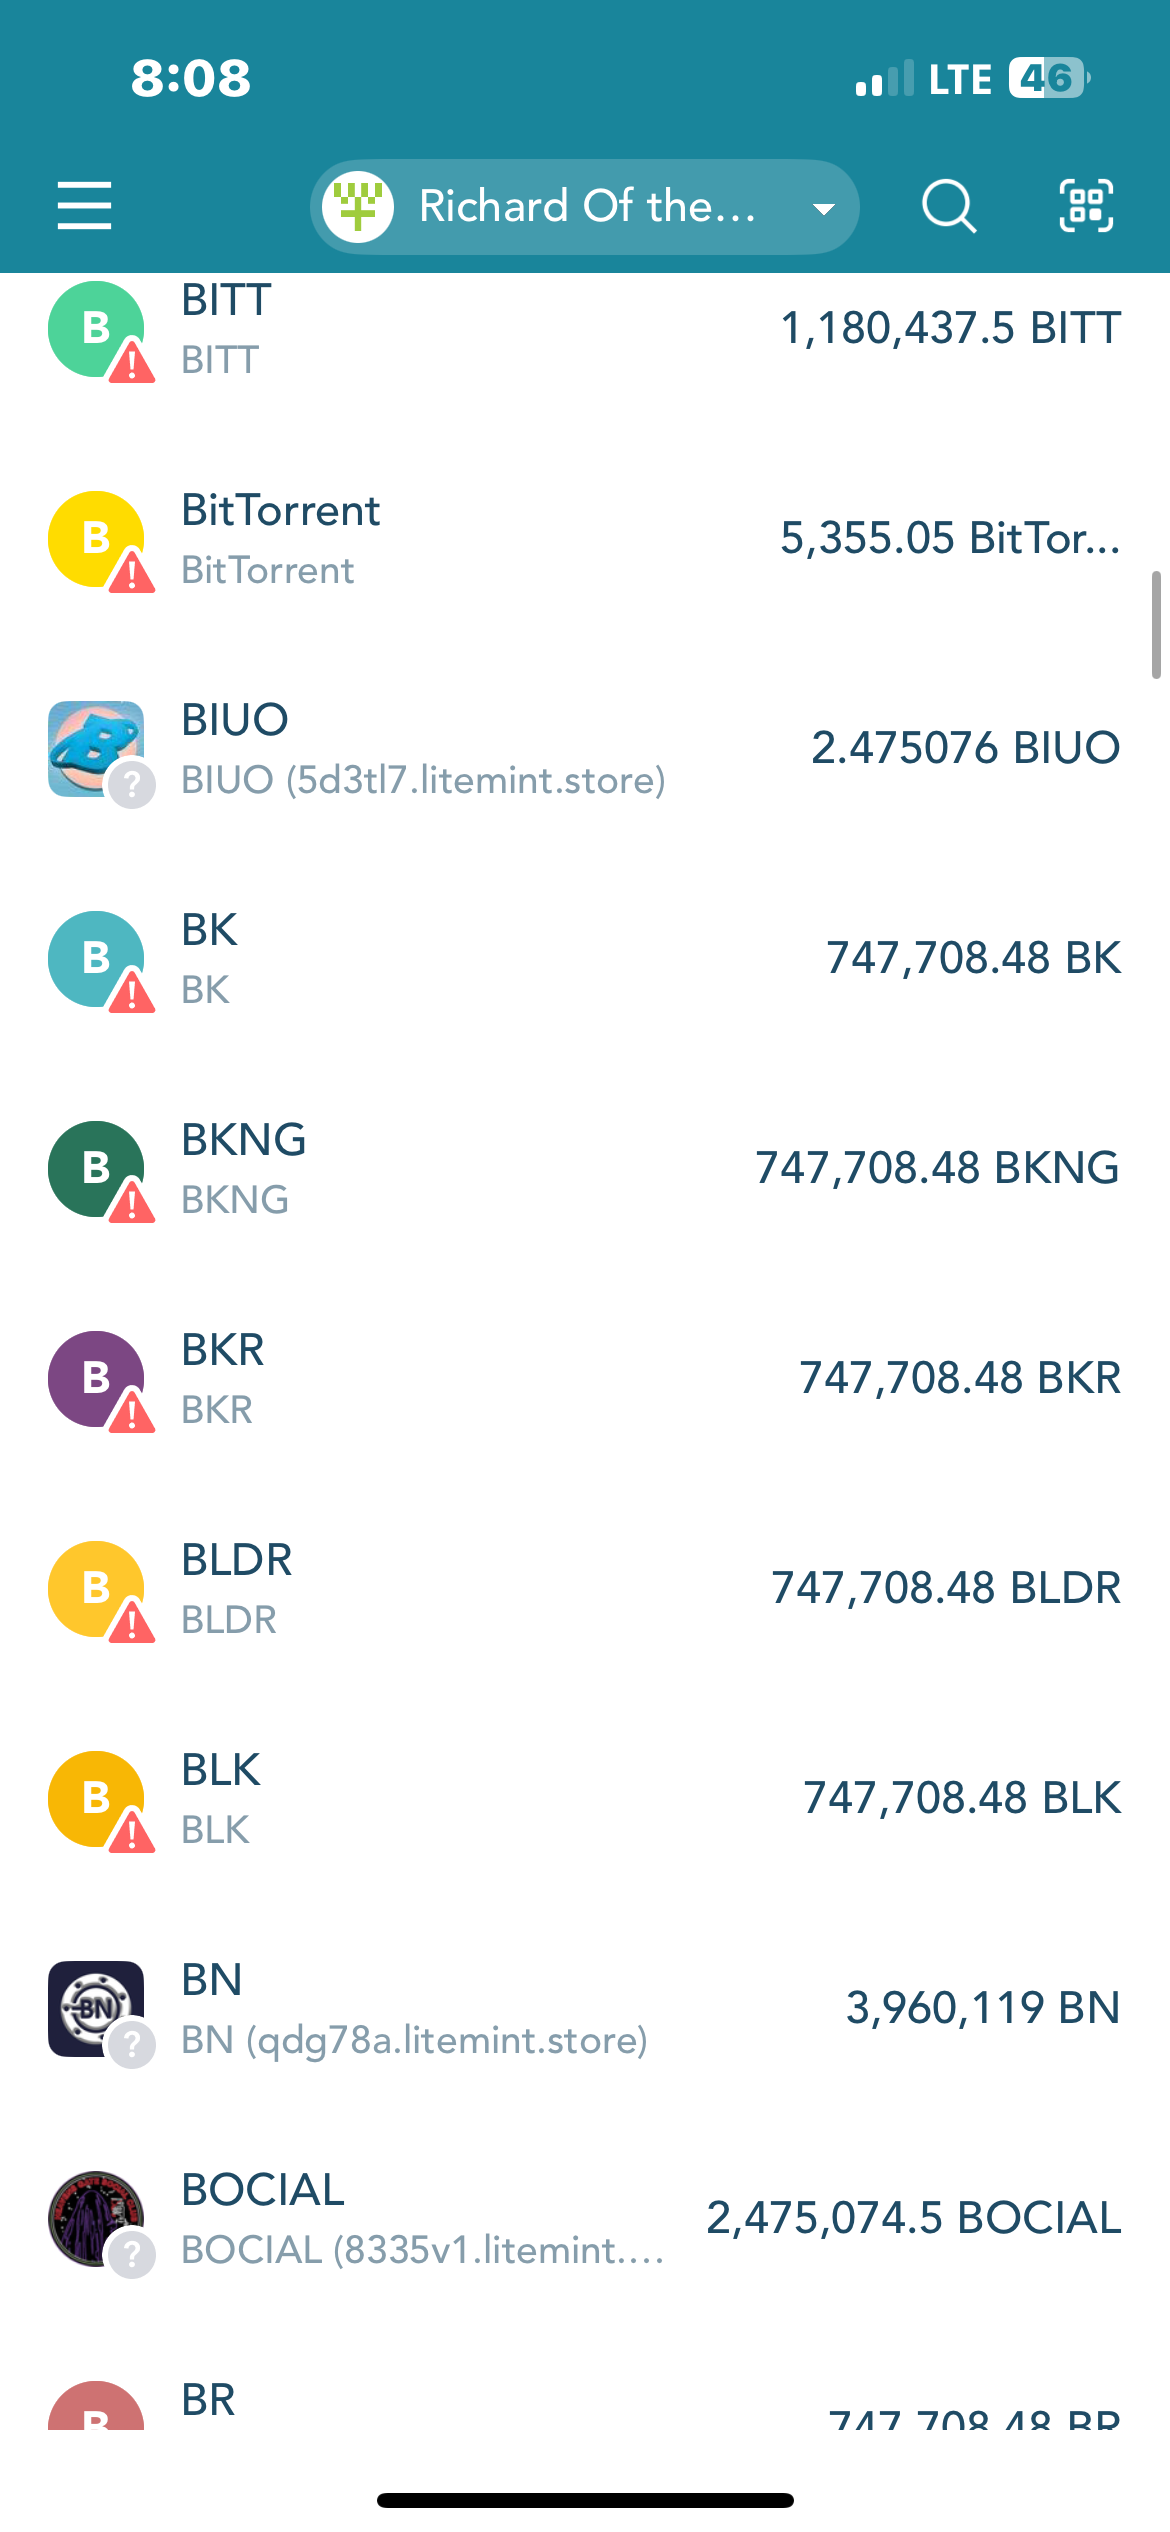 8:08
LTE 46
Richard Of the...
BITT
1,180,437.5 BITT
BITT
B
BitTorrent
5,355.05 BitTor...
BitTorrent
B
BIUO
2.475076 BIUO
BIUO (5d3tl7.litemint.store)
B
?
BK
747,708.48 BK
BK
B
BKNG
747,708.48 BKNG
BKNG
B
BKR
747,708.48 BKR
BKR
B
BLDR
747,708.48 BLDR
BLDR
B
BLK
747,708.48 BLK
BLK
B
BN
3,960,119 BN
BN (qdg78a.litemint.store)
BN
?
BOCIAL
2,475,074.5 BOCIAL
BOCIAL (8335v1.litemint....
?
BR
747,708.48 BR
B